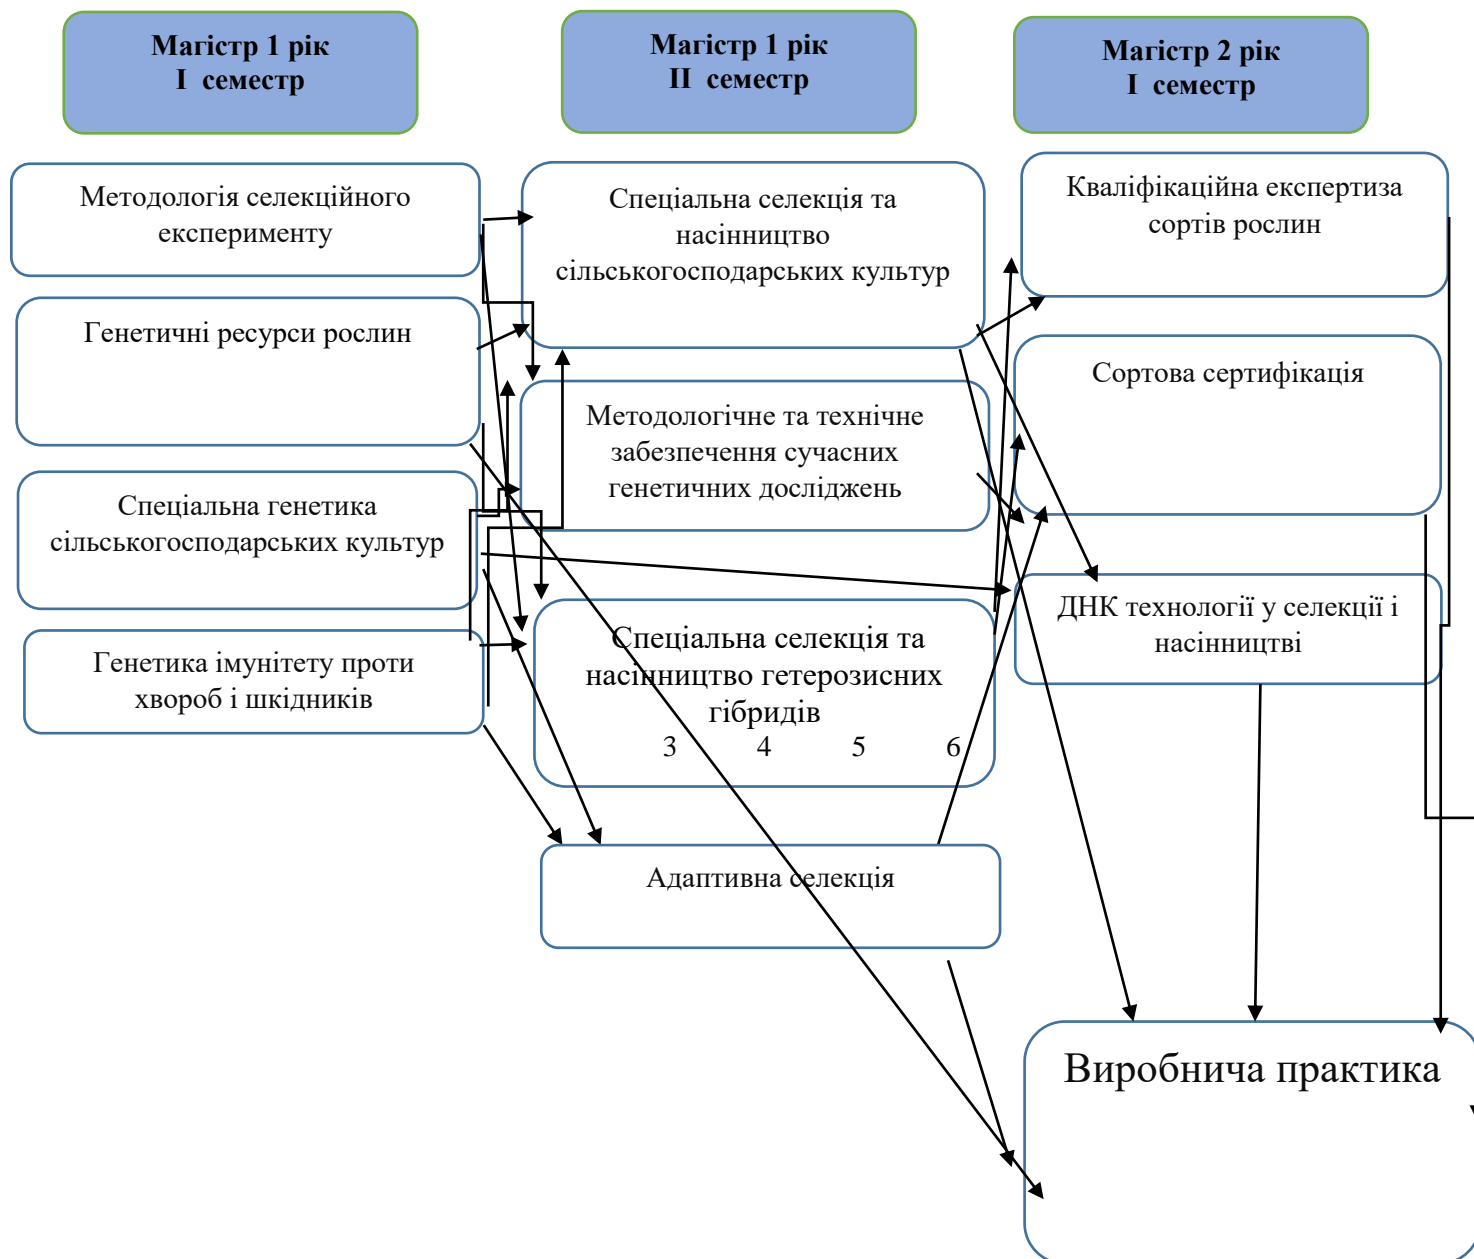 Магістр 1 рік
І семестр
Магістр 1 рік
ІІ семестр
Магістр 2 рік
І семестр
Методологія селекційного
експерименту
Генетичні ресурси рослин
Спеціальна генетика
сільськогосподарських культур
Генетика імунітету проти
хвороб і шкідників
Спеціальна селекція та
насінництво
сільськогосподарських культур
Методологічне та технічне
забезпечення сучасних
генетичних досліджень
Спеціальна селекція та
насінництво гетерозисних
гібридів
3 4 5 6
Адаптивна селекція
Кваліфікаційна експертиза
сортів рослин
Сортова сертифікація
ДНК технології у селекції і
насінництві
Виробнича практика